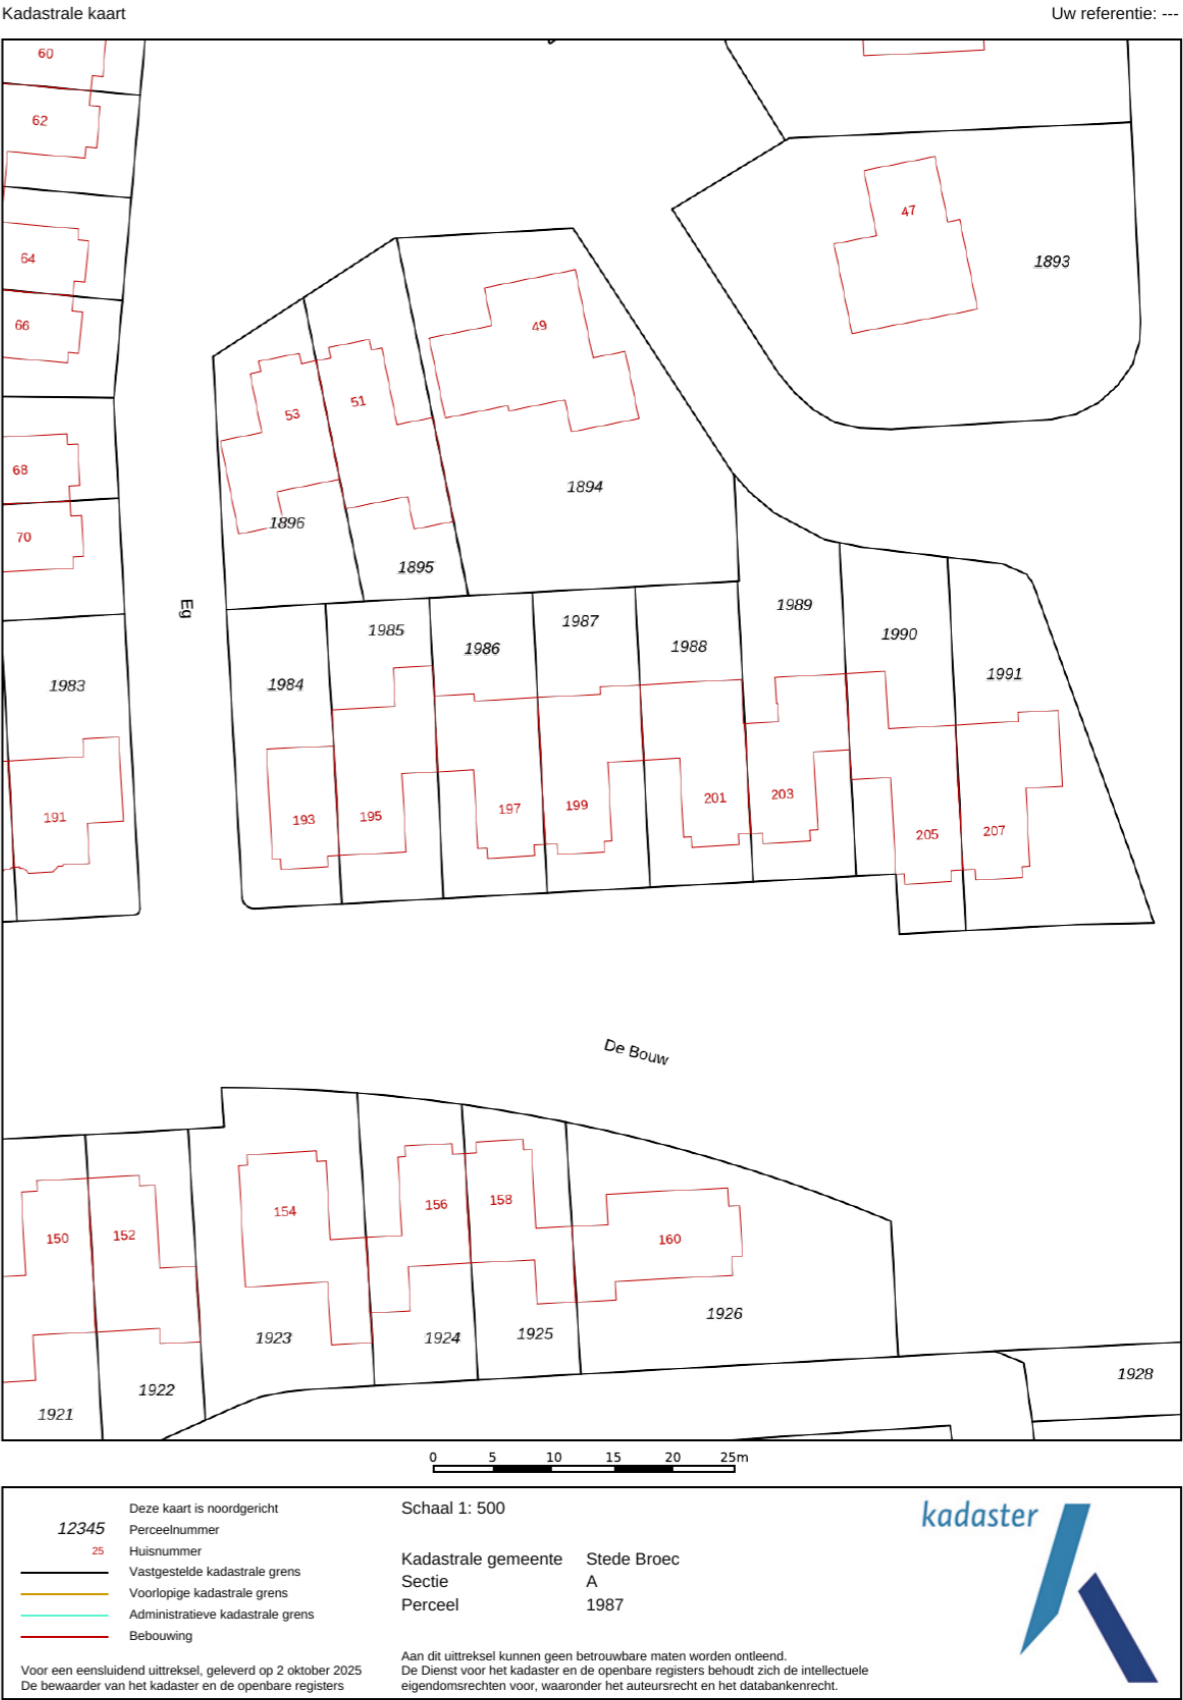 Kadastrale kaart
Uw referentie: ---
60
62
64
66
68
70
47
1893
49
53
51
1894
1896
1895
Eg
1983
1984
1985
1986
1987
1988
1989
1990
1991
191
193
195
197
199
201
203
205
207
De Bouw
150
152
154
156
158
160
1921
1922
1923
1924
1925
1926
1928
0 5 10 15 20 25m
Deze kaart is noordgericht
12345 Perceelnummer
25 Huisnummer
Vastgestelde kadastrale grens
Voorlopige kadastrale grens
Administratieve kadastrale grens
Bebouwing
Voor een eensluidend uittreksel, geleverd op 2 oktober 2025
De bewaarder van het kadaster en de openbare registers
Schaal 1: 500
Kadastrale gemeente Stede Broec
Sectie A
Perceel 1987
Aan dit uittreksel kunnen geen betrouwbare maten worden ontleend.
De Dienst voor het kadaster en de openbare registers behoudt zich de intellectuele
eigendomsrechten voor, waaronder het auteursrecht en het databankenrecht.
kadaster